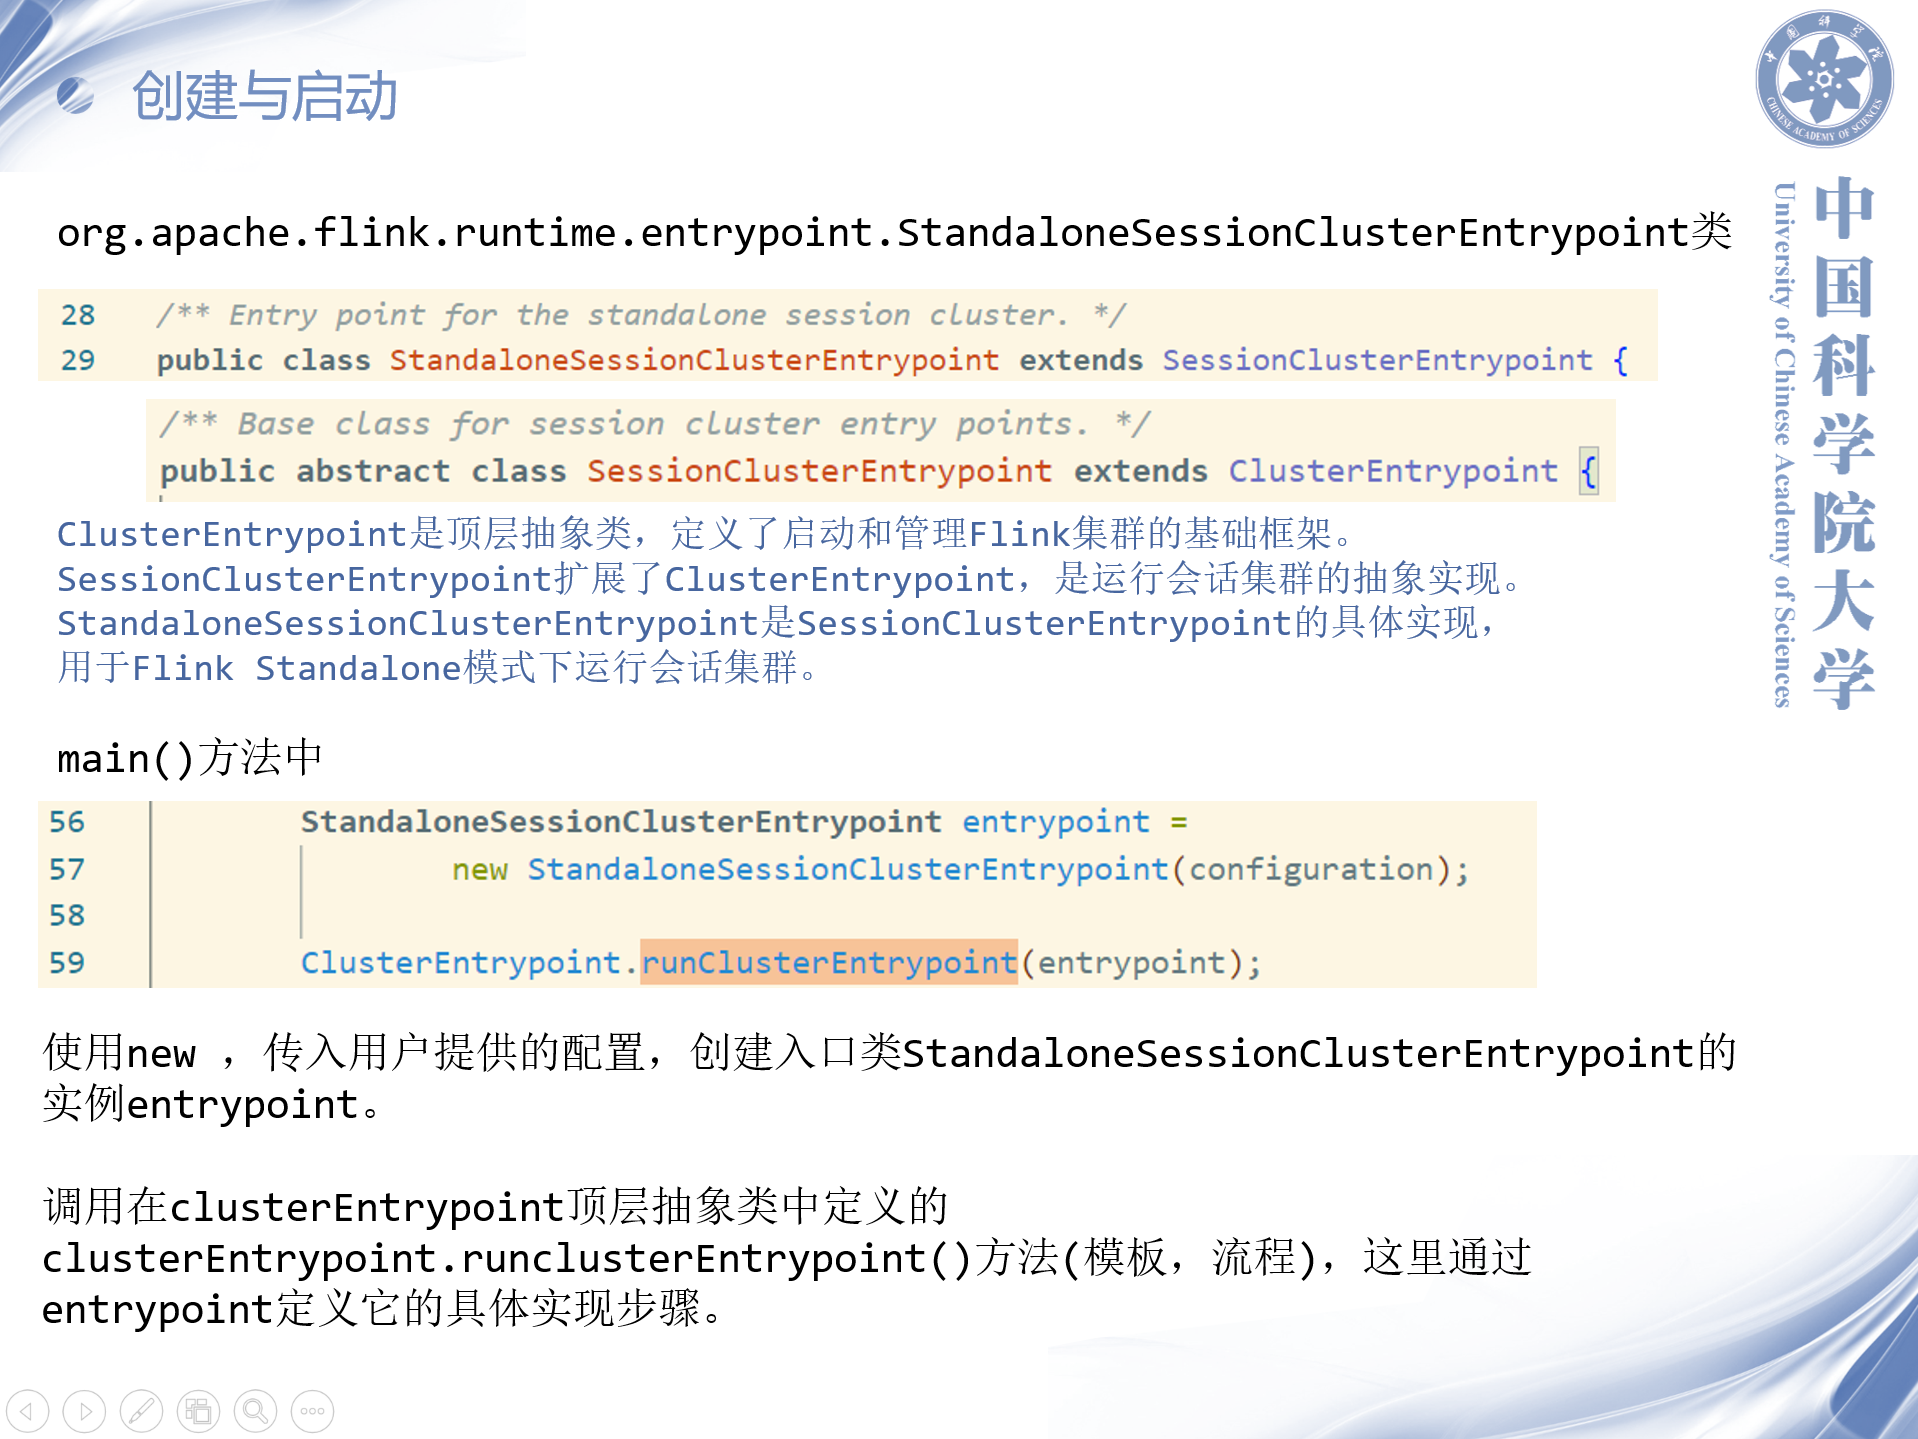 创建与启动
中国科学院
CHINESE ACADEMY OF SCIENCES
中国科学院大学
University of Chinese Academy of Sciences
org.apache.flink.runtime.entrypoint.StandaloneSessionClusterEntrypoint类
28 /** Entry point for the standalone session cluster. */
29 public class StandaloneSessionClusterEntrypoint extends SessionClusterEntrypoint {
/** Base class for session cluster entry points. */
public abstract class SessionClusterEntrypoint extends ClusterEntrypoint {
ClusterEntrypoint是顶层抽象类，定义了启动和管理Flink集群的基础框架。
SessionClusterEntrypoint扩展了ClusterEntrypoint，是运行会话集群的抽象实现。
StandaloneSessionClusterEntrypoint是SessionClusterEntrypoint的具体实现，
用于Flink Standalone模式下运行会话集群。
main()方法中
56 StandaloneSessionClusterEntrypoint entrypoint =
57 new StandaloneSessionClusterEntrypoint(configuration);
58
59 ClusterEntrypoint.runClusterEntrypoint(entrypoint);
使用new ，传入用户提供的配置，创建入口类StandaloneSessionClusterEntrypoint的
实例entrypoint。
调用在clusterEntrypoint顶层抽象类中定义的
clusterEntrypoint.runclusterEntrypoint()方法(模板，流程)，这里通过
entrypoint定义它的具体实现步骤。